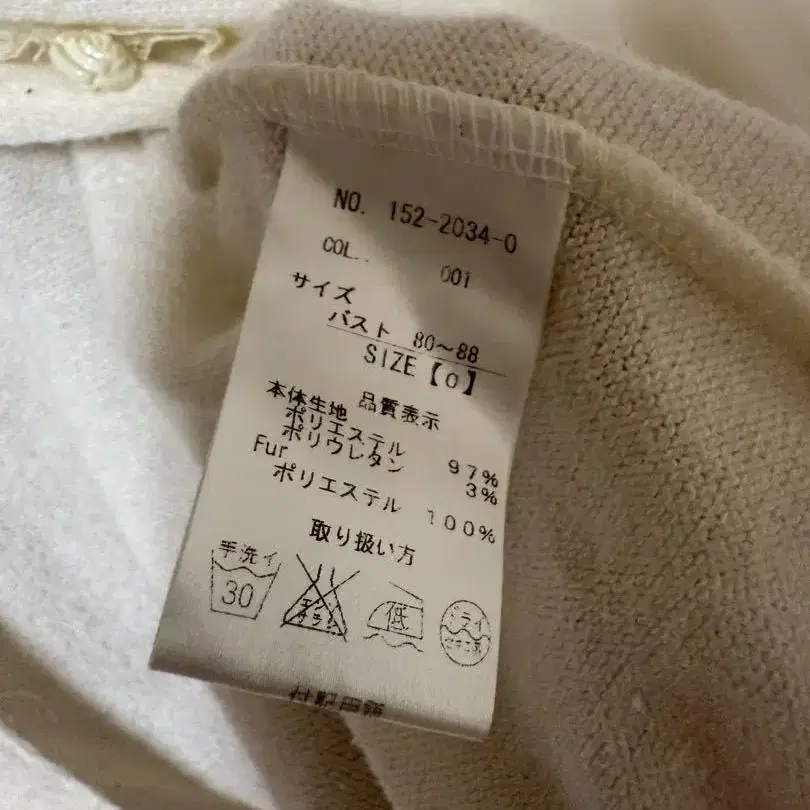 NO. 152-2034-0
COL.. 001
サイズ
バスト 80~88
SIZE【0】
品質表示
本体生地
ポリエステル 97%
ポリウレタン 3%
Fur
ポリエステル 100%
取り扱い方
手洗イ
30
低
ドライ